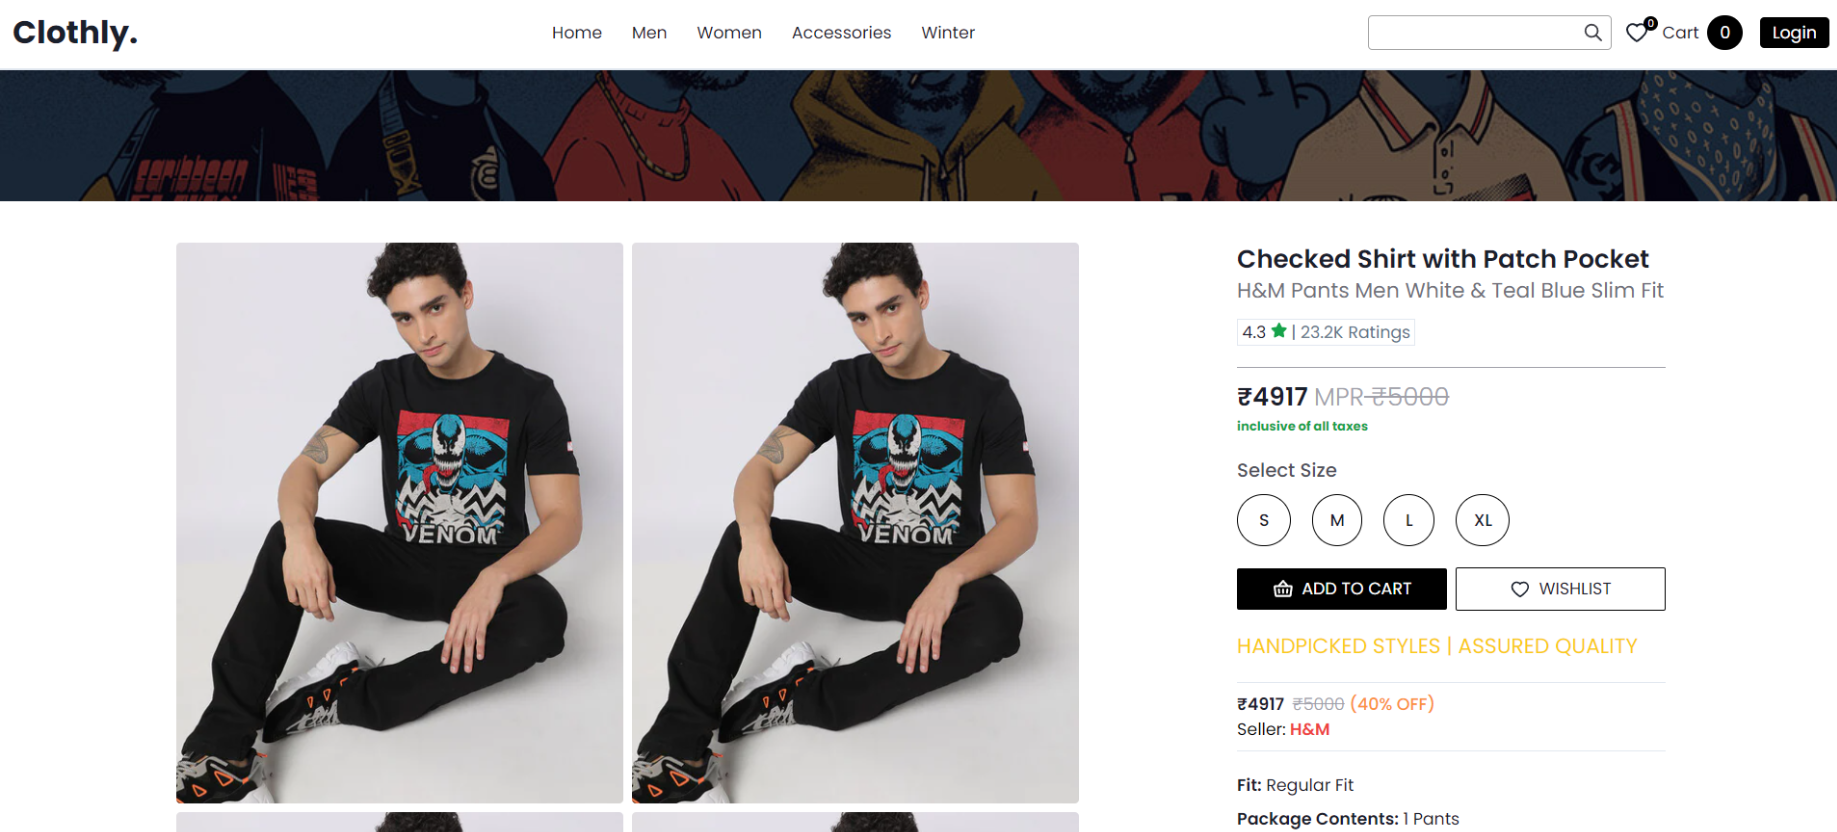 Clothly.
Home Men Women Accessories Winter
0 Cart 0 Login
caribbean
VENOM
VENOM
Checked Shirt with Patch Pocket
H&M Pants Men White & Teal Blue Slim Fit
4.3 | 23.2K Ratings
₹4917 MPR ₹5000
inclusive of all taxes
Select Size
S M L XL
ADD TO CART WISHLIST
HANDPICKED STYLES | ASSURED QUALITY
₹4917 ₹5000 (40% OFF)
Seller: H&M
Fit: Regular Fit
Package Contents: 1 Pants